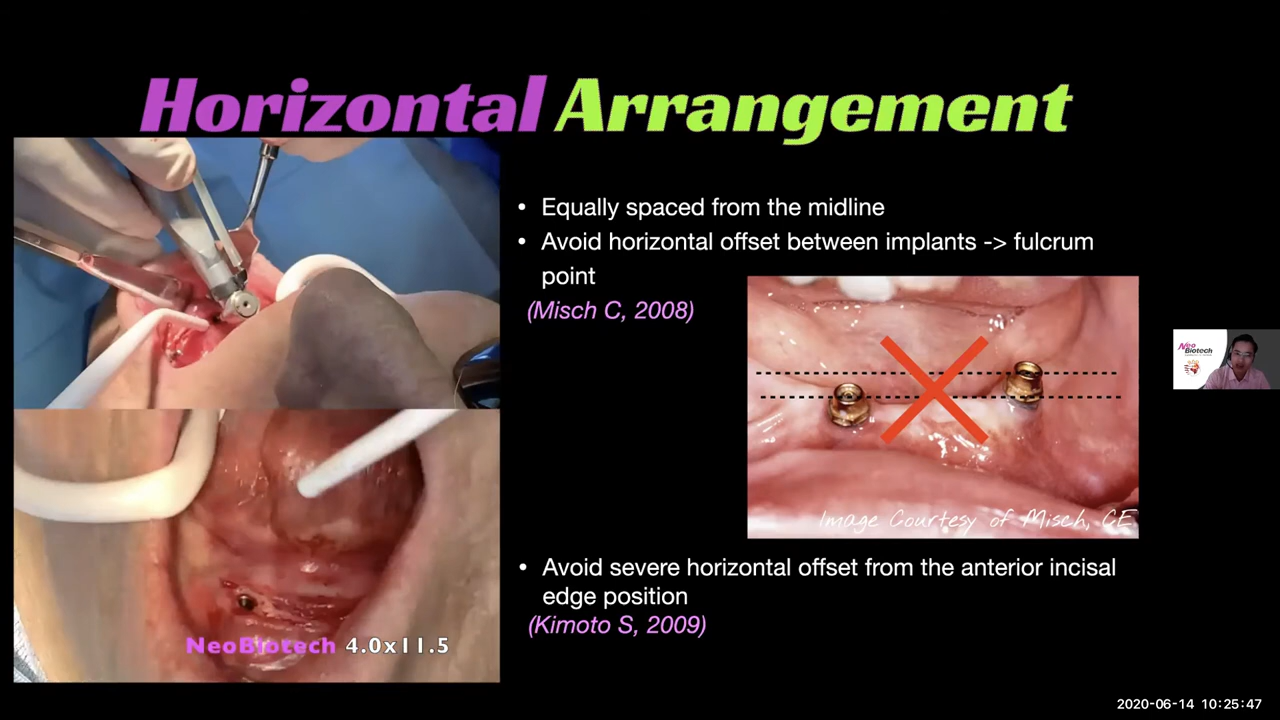 Horizontal Arrangement
• Equally spaced from the midline
• Avoid horizontal offset between implants -> fulcrum
point
(Misch C, 2008)
Image Courtesy of Misch, CE
• Avoid severe horizontal offset from the anterior incisal
edge position
(Kimoto S, 2009)
NeoBiotech 4.0x11.5
Neo
Biotech
2020-06-14 10:25:47